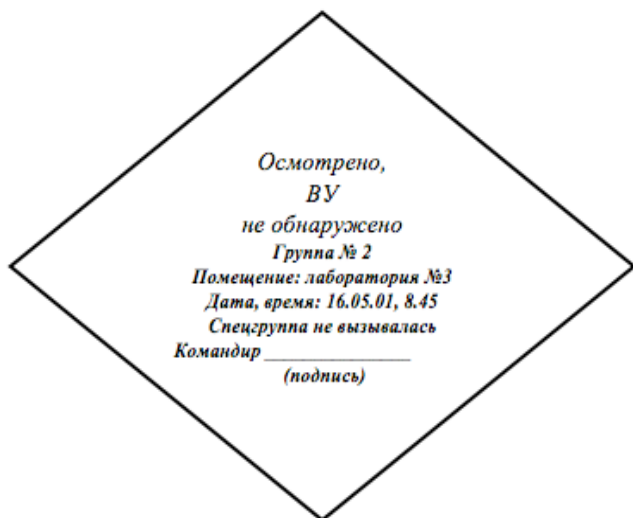 Осмотрено,
ВУ
не обнаружено
Группа № 2
Помещение: лаборатория №3
Дата, время: 16.05.01, 8.45
Спецгруппа не вызывалась
Командир _______________
(подпись)